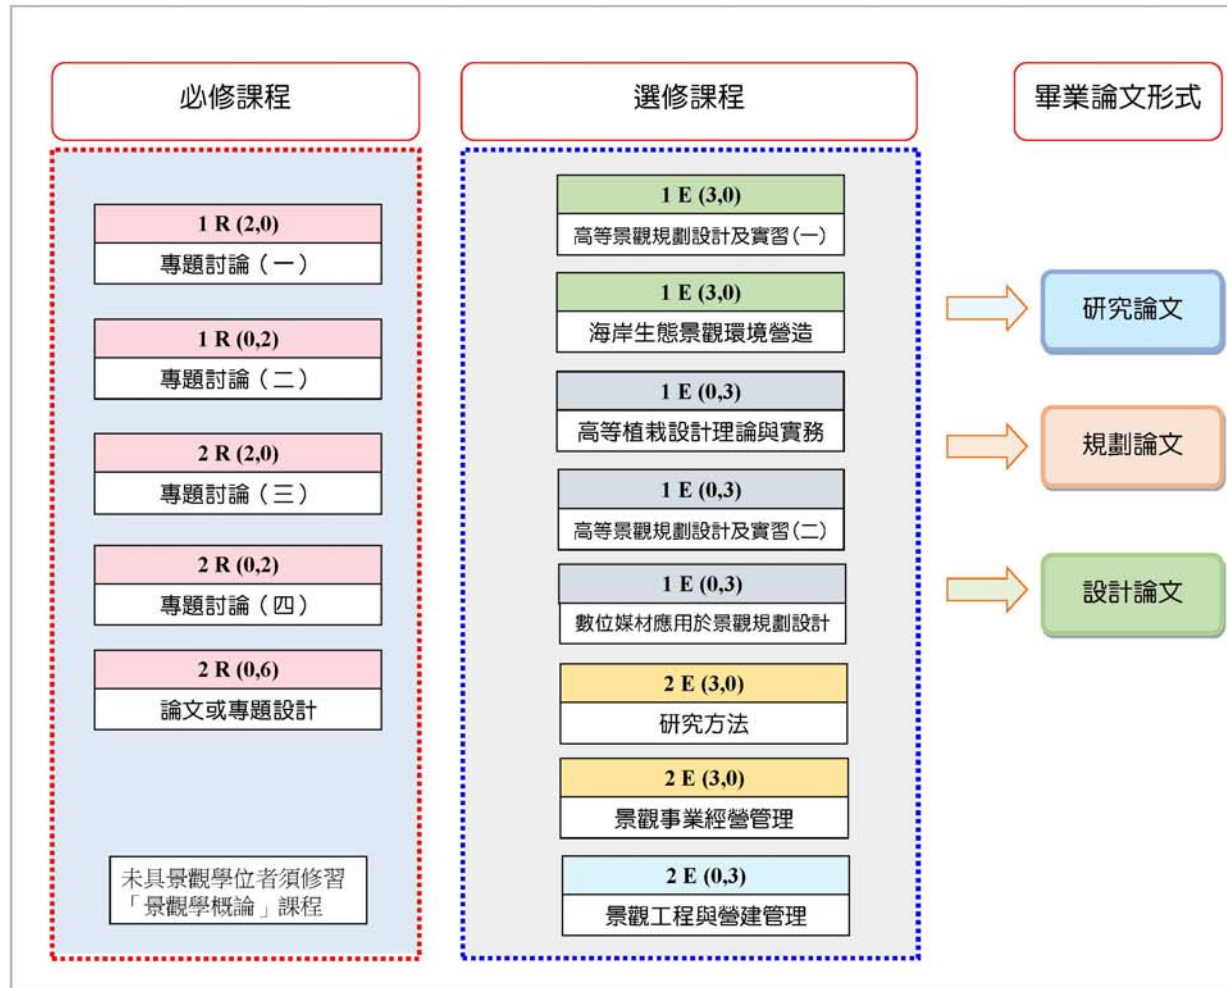 必修課程
1 R (2,0)
專題討論（一）
1 R (0,2)
專題討論（二）
2 R (2,0)
專題討論（三）
2 R (0,2)
專題討論（四）
2 R (0,6)
論文或專題設計
未具景觀學位者須修習
「景觀學概論」課程
選修課程
1 E (3,0)
高等景觀規劃設計及實習(一)
1 E (3,0)
海岸生態景觀環境營造
1 E (0,3)
高等植栽設計理論與實務
1 E (0,3)
高等景觀規劃設計及實習(二)
1 E (0,3)
數位媒材應用於景觀規劃設計
2 E (3,0)
研究方法
2 E (3,0)
景觀事業經營管理
2 E (0,3)
景觀工程與營建管理
畢業論文形式
研究論文
規劃論文
設計論文